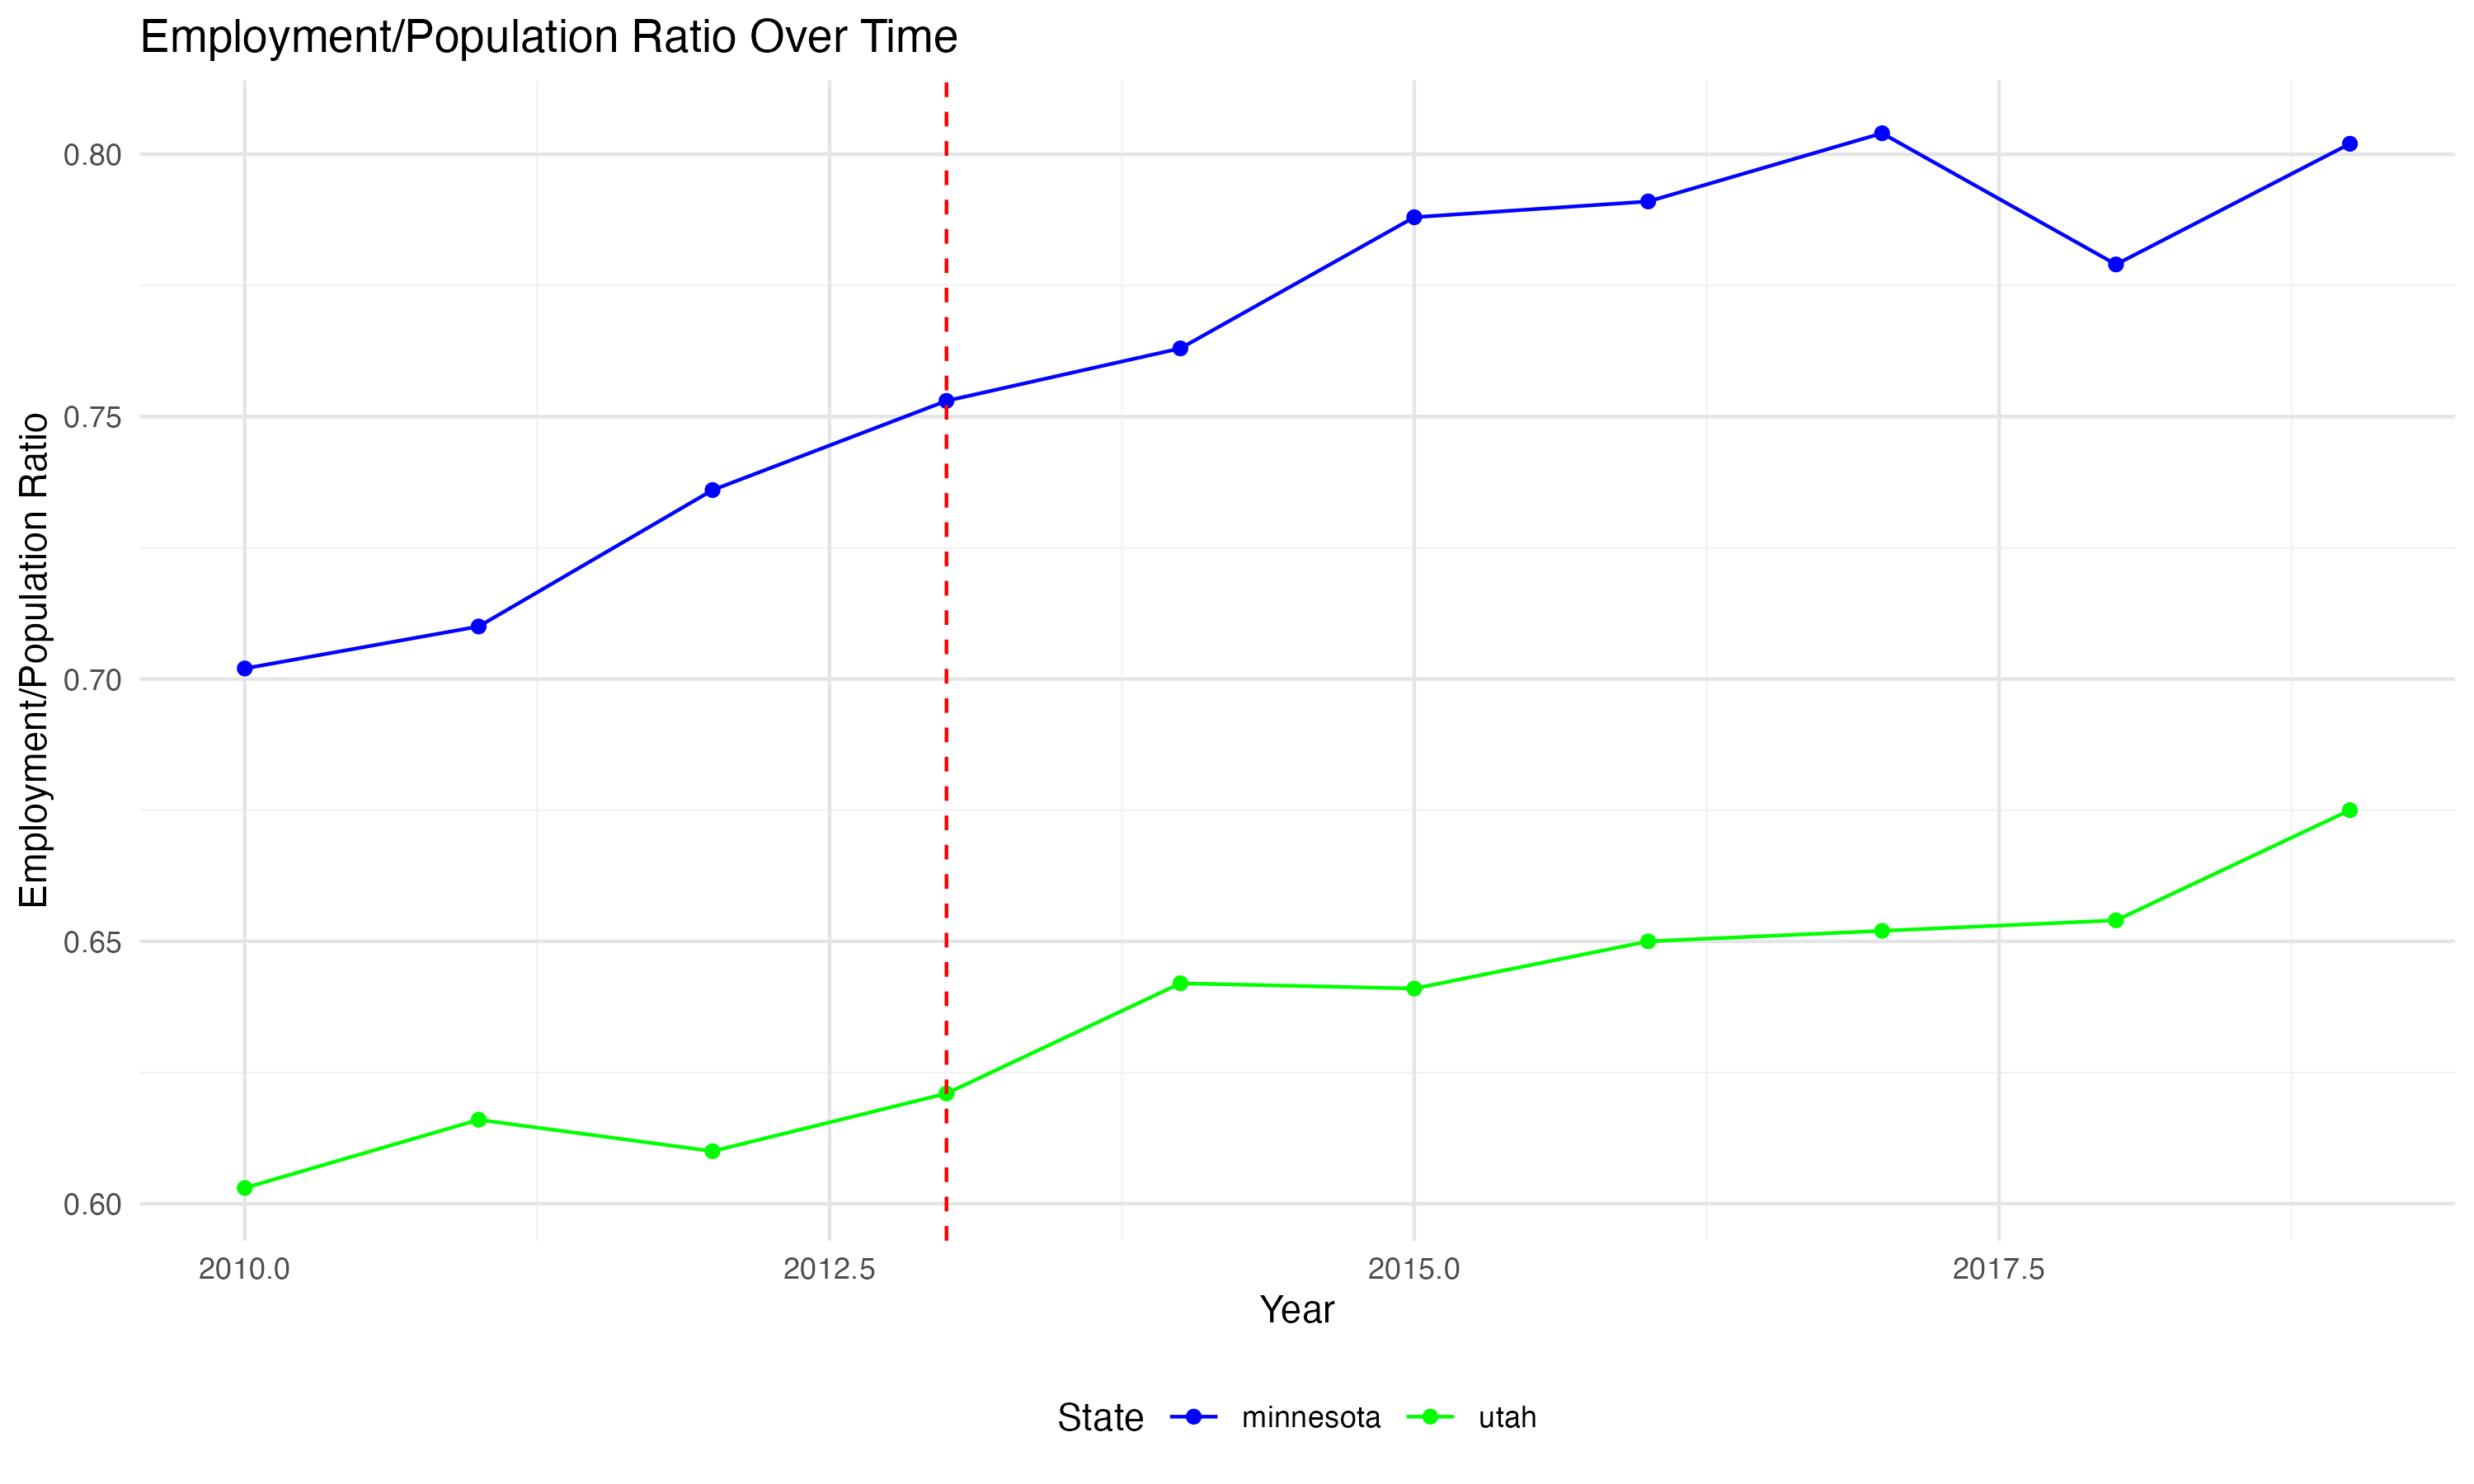 Employment/Population Ratio Over Time
Employment/Population Ratio
0.80
0.75
0.70
0.65
0.60
2010.0 2012.5 2015.0 2017.5
Year
State minnesota utah